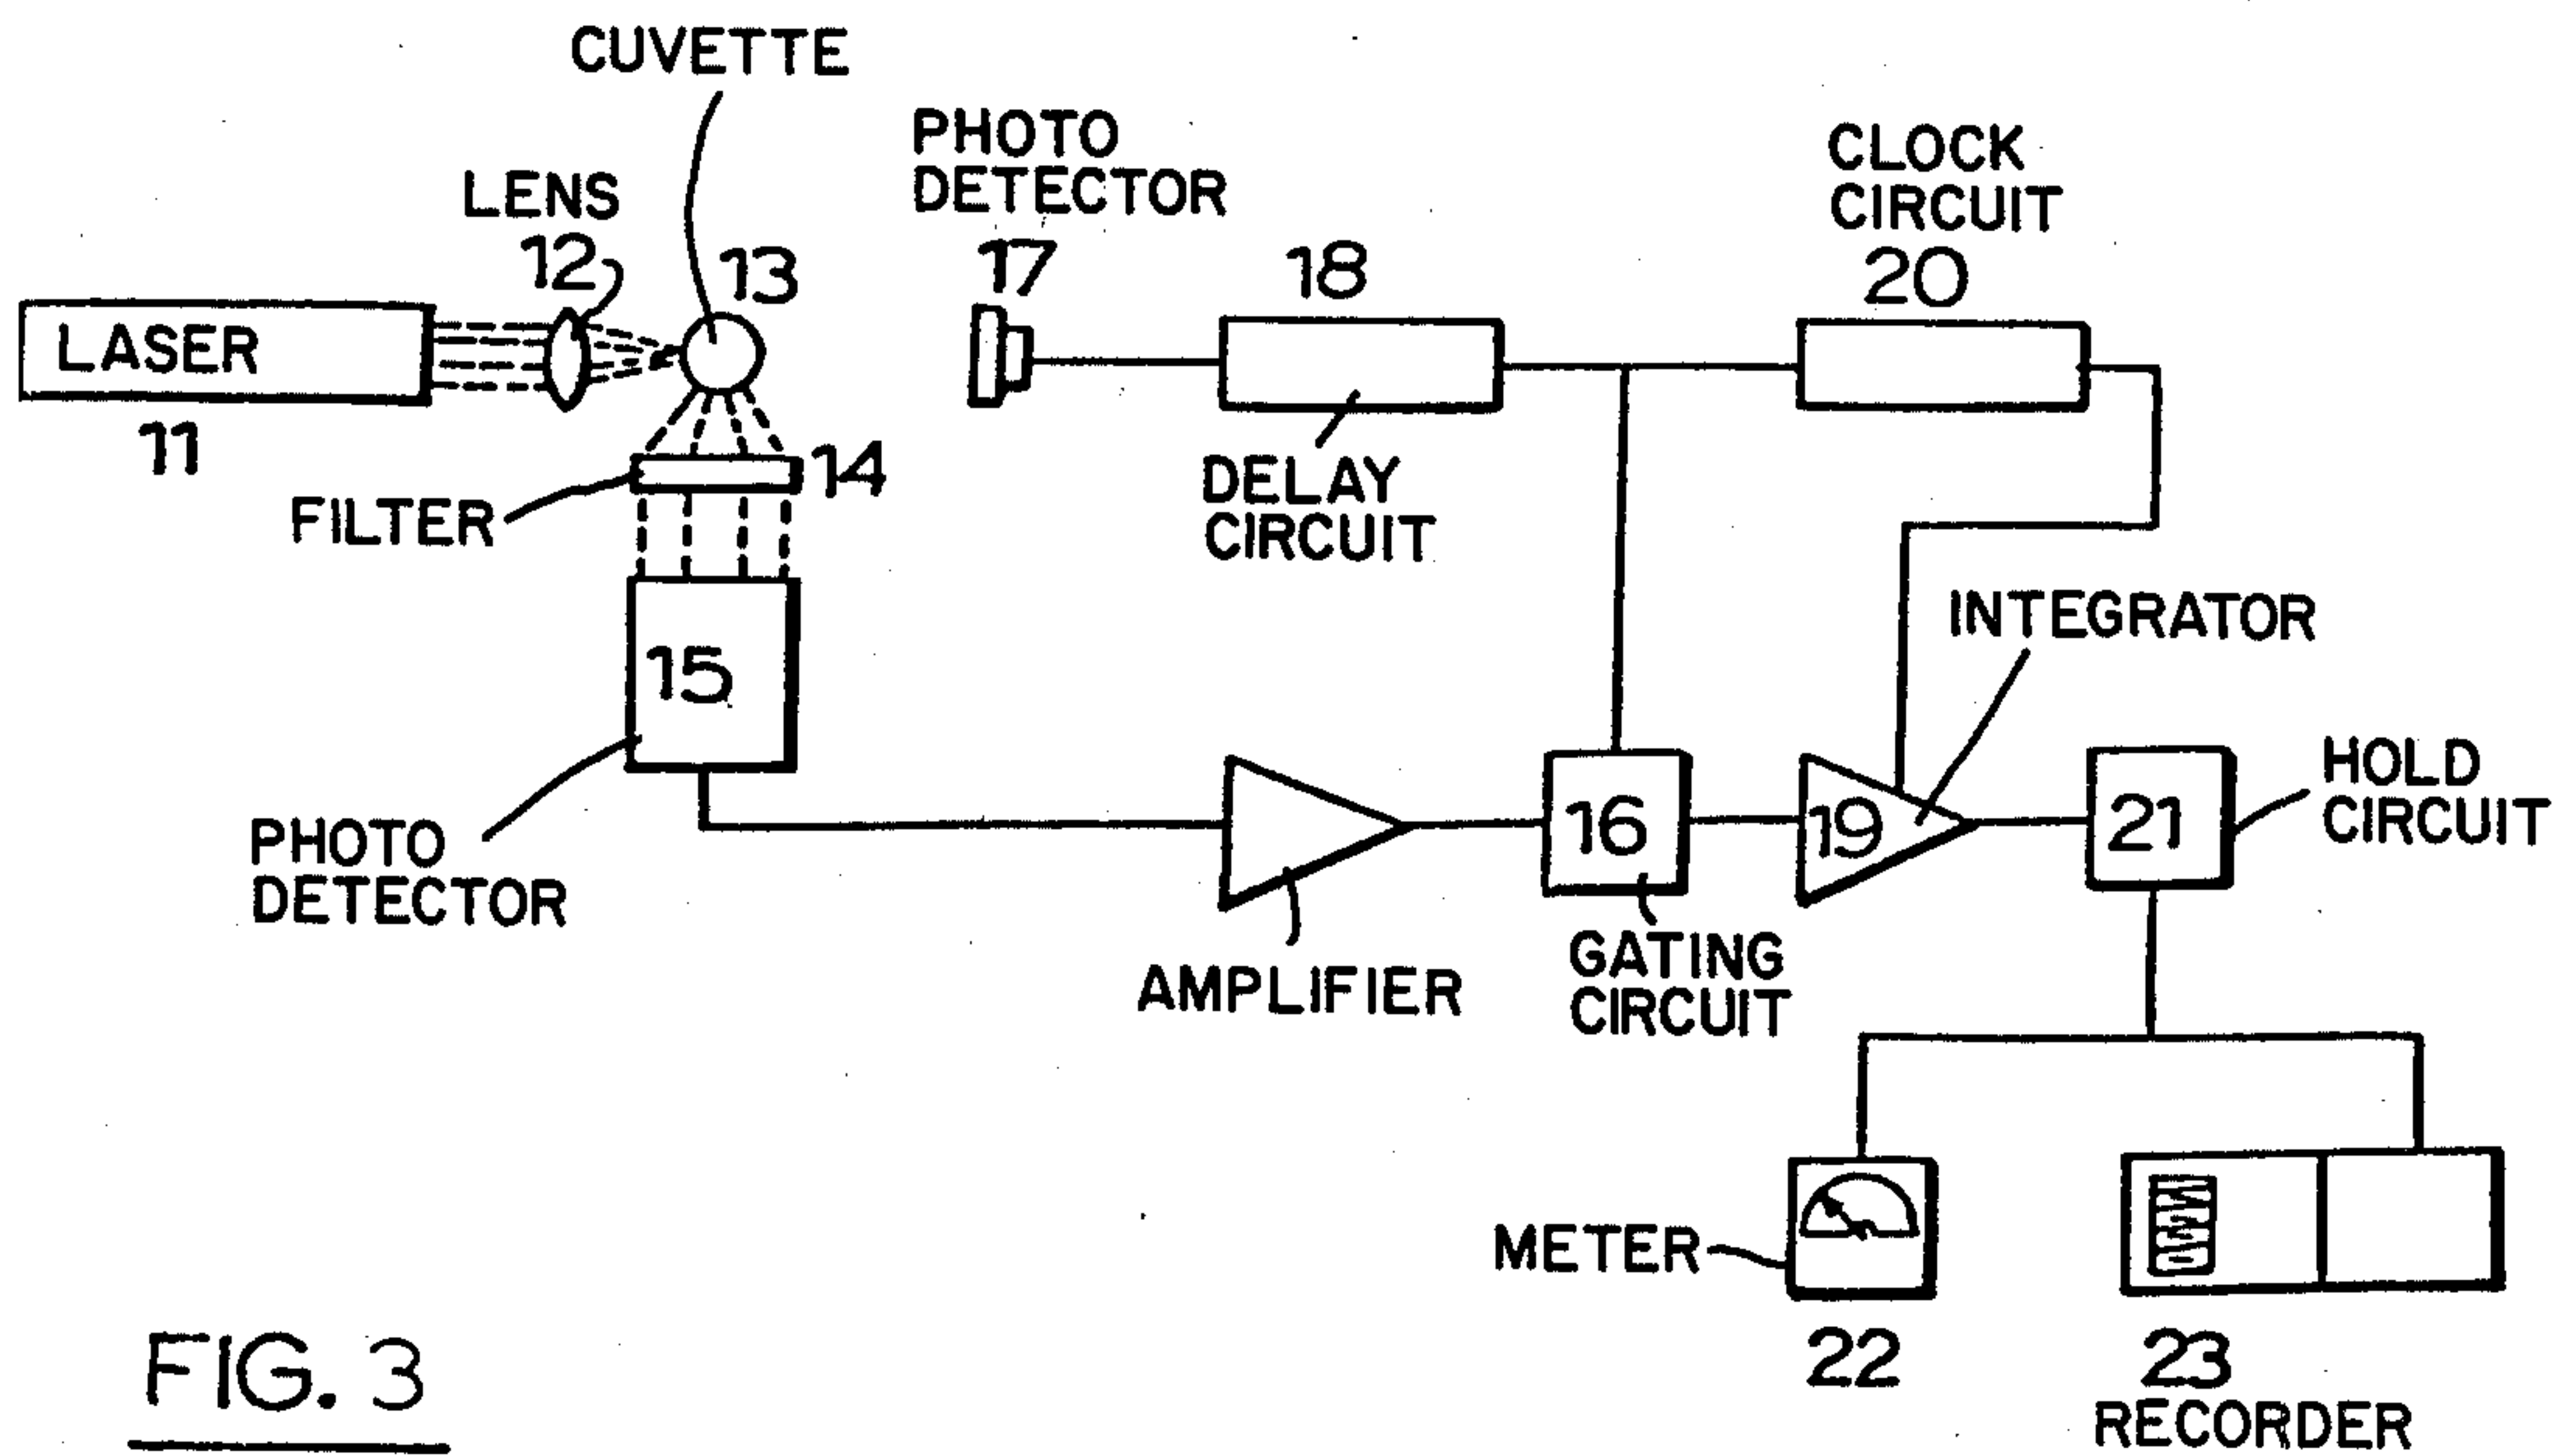 CUVETTE
PHOTO
DETECTOR
17
CLOCK
CIRCUIT
20
LENS
12
13
18
LASER
11
14
FILTER
DELAY
CIRCUIT
15
INTEGRATOR
PHOTO
DETECTOR
16
19
21
HOLD
CIRCUIT
AMPLIFIER
GATING
CIRCUIT
METER
22
23
RECORDER
FIG. 3